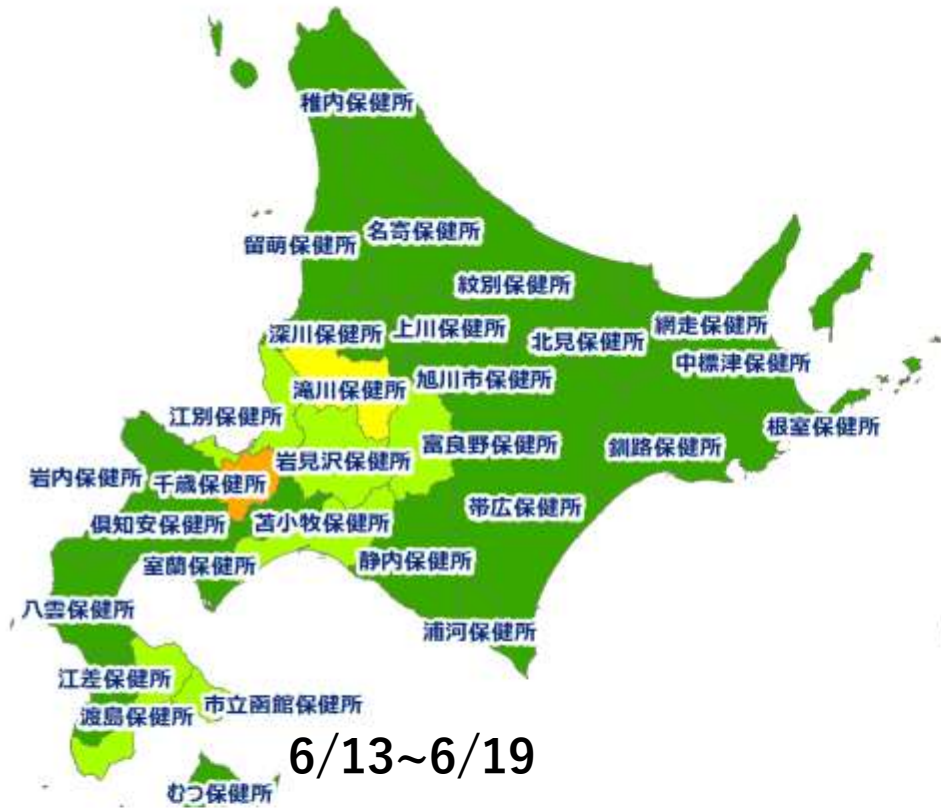 稚内保健所
名寄保健所
留萌保健所
紋別保健所
深川保健所
上川保健所
北見保健所
網走保健所
中標津保健所
滝川保健所
旭川市保健所
江別保健所
根室保健所
富良野保健所
釧路保健所
岩見沢保健所
岩内保健所
千歳保健所
帯広保健所
倶知安保健所
苫小牧保健所
室蘭保健所
静内保健所
八雲保健所
浦河保健所
江差保健所
市立函館保健所
渡島保健所
6/13~6/19
むつ保健所